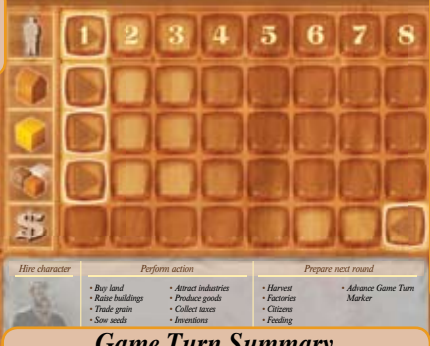 1 2 3 4 5 6 7 8
$
Hire character Perform action Prepare next round
• Buy land • Attract industries • Harvest • Advance Game Turn
• Raise buildings • Produce goods • Factories Marker
• Trade grain • Collect taxes • Citizens
• Sow seeds • Inventions • Feeding
Game Turn Summary